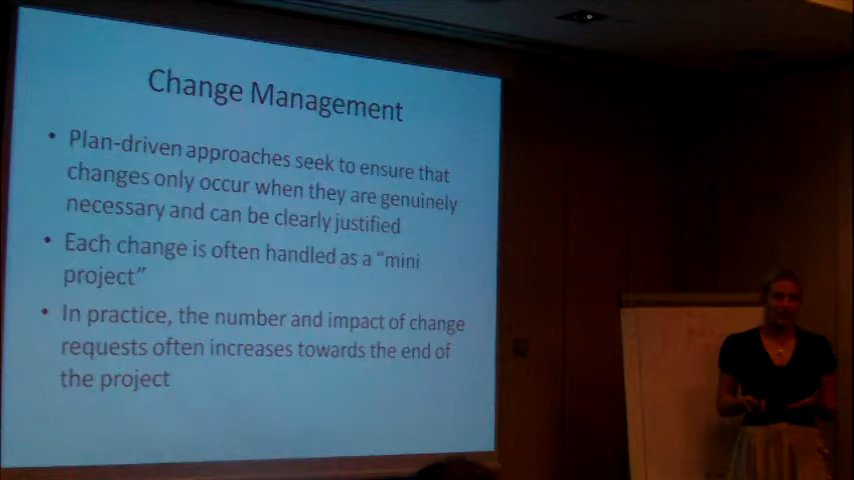 Change Management
• Plan-driven approaches seek to ensure that
changes only occur when they are genuinely
necessary and can be clearly justified
• Each change is often handled as a “mini
project”
• In practice, the number and impact of change
requests often increases towards the end of
the project